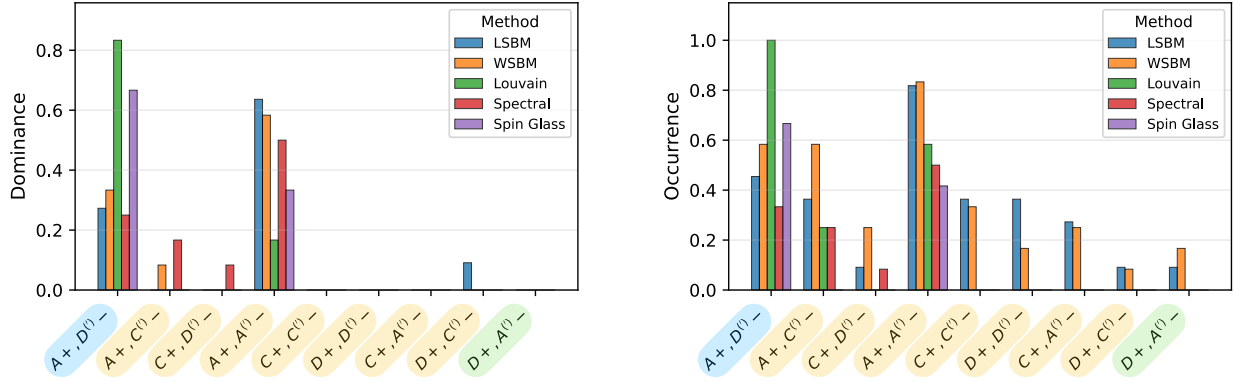 Method
LSBM
WSBM
Louvain
Spectral
Spin Glass
Dominance
0.8
0.6
0.4
0.2
0.0
A+, D⁽′⁾−
A+, C⁽′⁾−
C+, D⁽′⁾−
A+, A⁽′⁾−
C+, C⁽′⁾−
D+, D⁽′⁾−
C+, A⁽′⁾−
D+, C⁽′⁾−
D+, A⁽′⁾−
Method
LSBM
WSBM
Louvain
Spectral
Spin Glass
Occurrence
1.0
0.8
0.6
0.4
0.2
0.0
A+, D⁽′⁾−
A+, C⁽′⁾−
C+, D⁽′⁾−
A+, A⁽′⁾−
C+, C⁽′⁾−
D+, D⁽′⁾−
C+, A⁽′⁾−
D+, C⁽′⁾−
D+, A⁽′⁾−